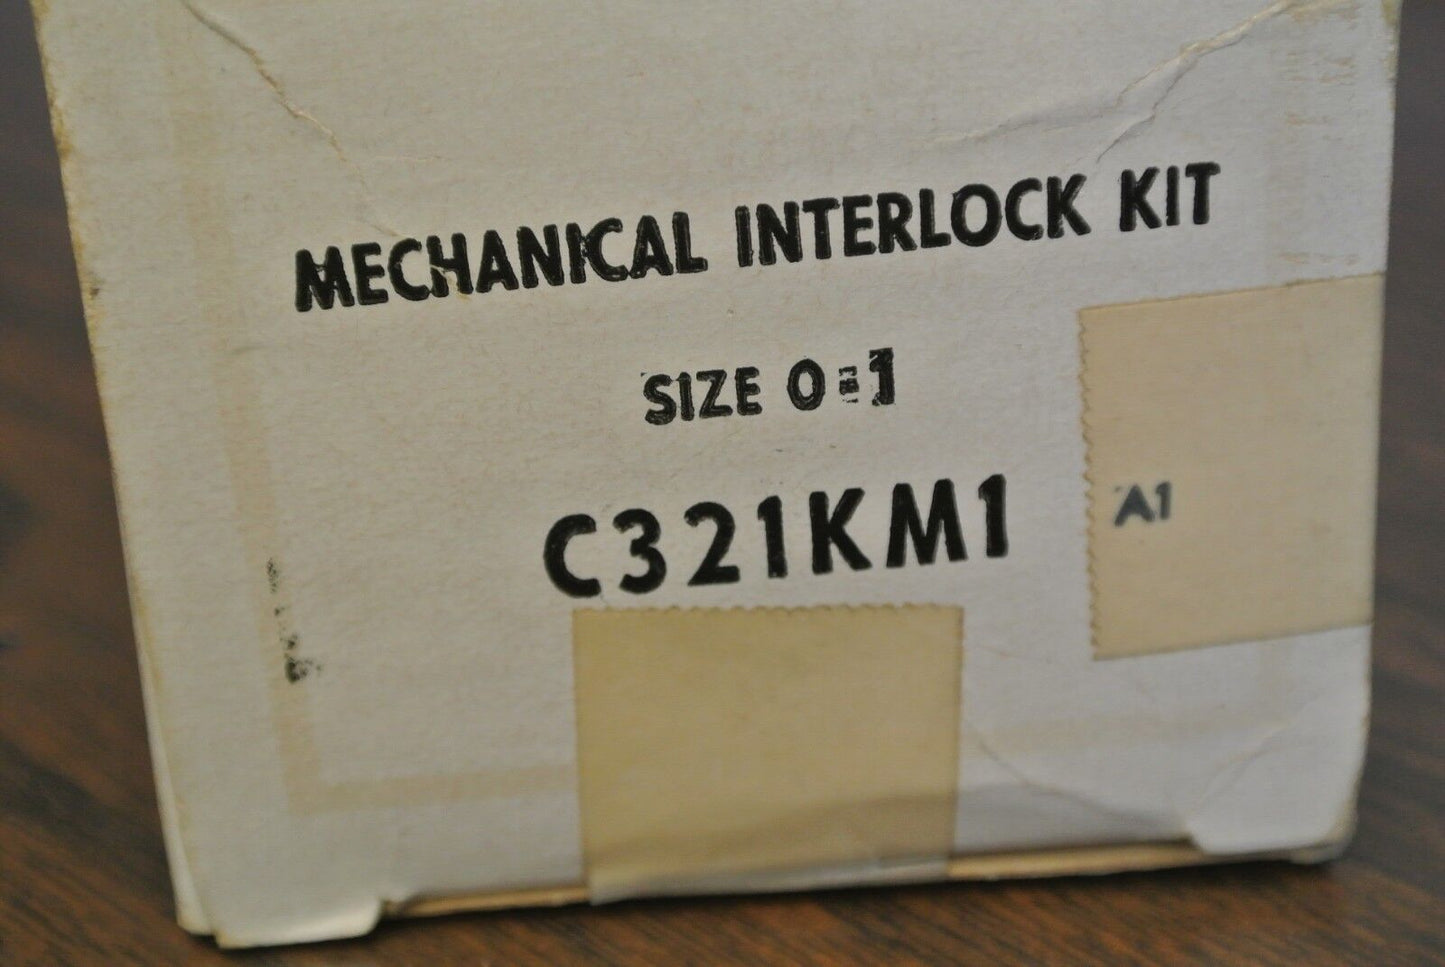 MECHANICAL INTERLOCK KIT
SIZE 0-1
C321KM1
A1